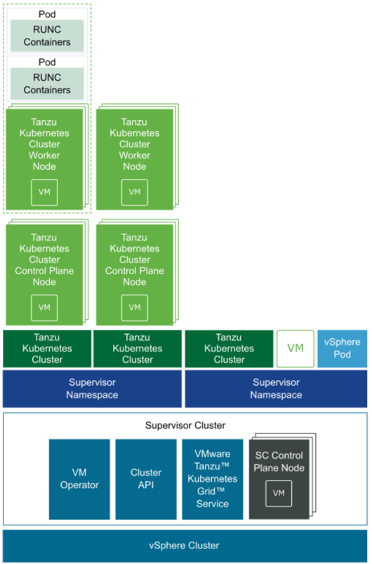 Pod
RUNC
Containers
Pod
RUNC
Containers
Tanzu
Kubernetes
Cluster
Worker
Node
VM
Tanzu
Kubernetes
Cluster
Worker
Node
VM
Tanzu
Kubernetes
Cluster
Control Plane
Node
VM
Tanzu
Kubernetes
Cluster
Control Plane
Node
VM
Tanzu
Kubernetes
Cluster
Tanzu
Kubernetes
Cluster
Tanzu
Kubernetes
Cluster
VM
vSphere
Pod
Supervisor
Namespace
Supervisor
Namespace
Supervisor Cluster
VM
Operator
Cluster
API
VMware
Tanzu™
Kubernetes
Grid™
Service
SC Control
Plane Node
VM
vSphere Cluster